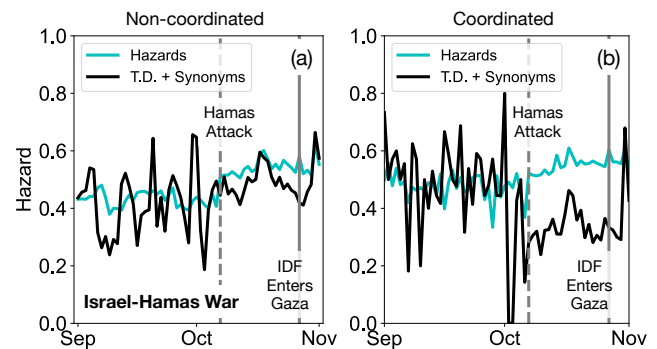 Non-coordinated
Coordinated
Hazard
1.0
0.8
0.6
0.4
0.2
0.0
Hazards
T.D. + Synonyms
(a)
Hamas
Attack
IDF
Enters
Gaza
Israel-Hamas War
Sep
Oct
Nov
1.0
0.8
0.6
0.4
0.2
0.0
Hazards
T.D. + Synonyms
(b)
Hamas
Attack
IDF
Enters
Gaza
Sep
Oct
Nov